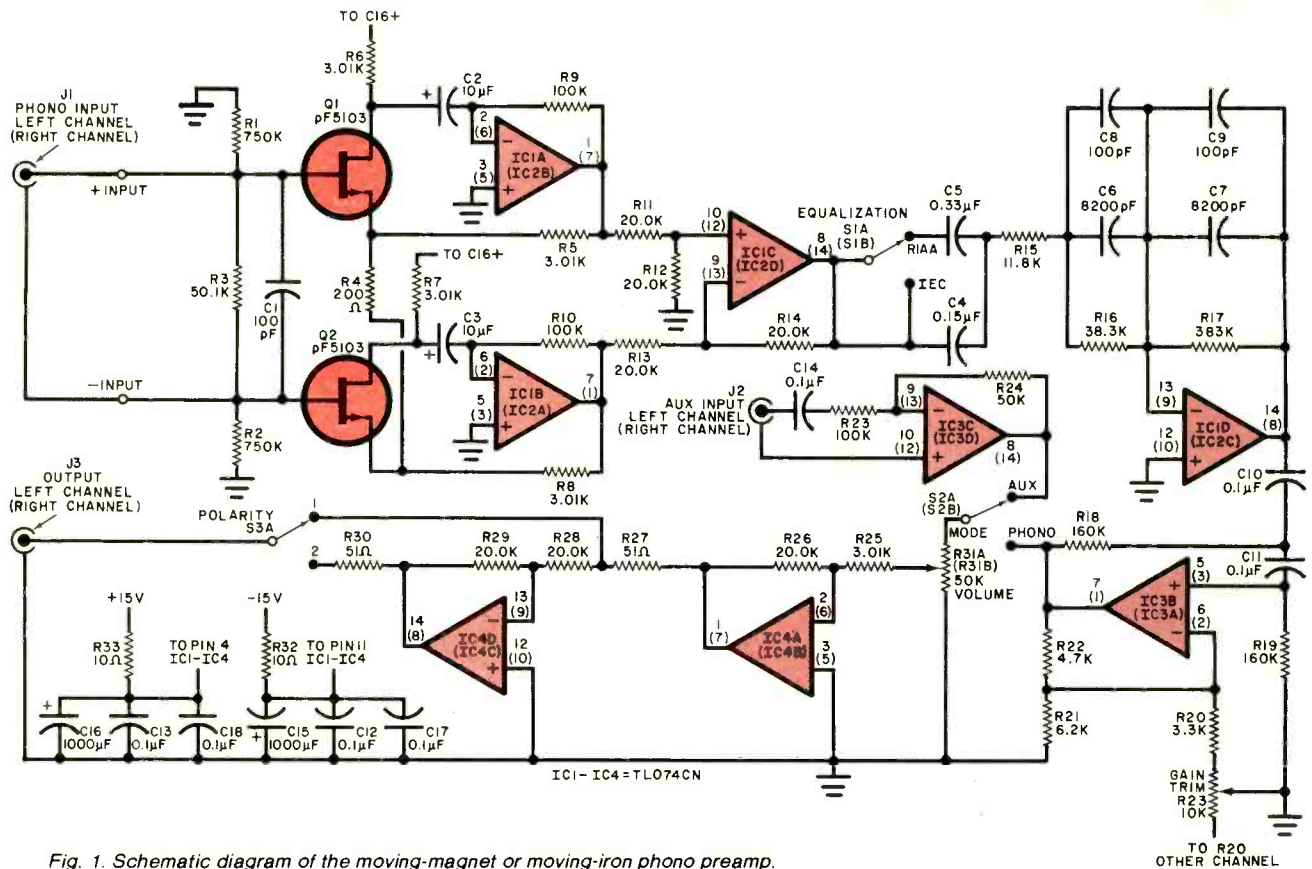 TO C16+
R6
3.01K
C2
10µF
R9
100K
J1
PHONO INPUT
LEFT CHANNEL
(RIGHT CHANNEL)
R1
750K
Q1
pF5103
+
2
(6)
-
IC1A
(IC2B)
1
(7)
3
(5)
+
+INPUT
R11
20.0K
R5
3.01K
10
(12)
+
IC1C
(IC2D)
9
(13)
-
8
(14)
R12
20.0K
EQUALIZATION
S1A
(S1B)
RIAA
C5
0.33µF
IEC
C4
0.15µF
R15
11.8K
C8
100pF
C9
100pF
C6
8200pF
C7
8200pF
R16
38.3K
R17
383K
R3
50.1K
C1
100
pF
R4
200
Ω
TO C16+
R7
3.01K
C3
10µF
R10
100K
R13
20.0K
R14
20.0K
Q2
pF5103
+
6
(2)
-
IC1B
(IC2A)
7
(1)
5
(3)
+
-INPUT
R2
750K
R8
3.01K
J2
AUX INPUT
LEFT CHANNEL
(RIGHT CHANNEL)
C14
0.1µF
R23
100K
9
(13)
-
IC3C
(IC3D)
10
(12)
+
8
(14)
R24
50K
13
(9)
-
IC1D
(IC2C)
14
(8)
12
(10)
+
C10
0.1µF
J3
OUTPUT
LEFT CHANNEL
(RIGHT CHANNEL)
POLARITY
S3A
1
2
R30
51Ω
R29
20.0K
R28
20.0K
R27
51Ω
R26
20.0K
R25
3.01K
S2A
(S2B)
AUX
MODE
PHONO
R31A
(R31B)
50K
VOLUME
R18
160K
C11
0.1µF
7
(1)
IC3B
(IC3A)
5
(3)
+
6
(2)
-
R19
160K
R22
4.7K
R21
6.2K
R20
3.3K
GAIN
TRIM
R23
10K
TO R20
OTHER CHANNEL
14
(8)
IC4D
(IC4C)
13
(9)
-
12
(10)
+
1
(7)
IC4A
(IC4B)
2
(6)
-
3
(5)
+
+15V
R33
10Ω
TO PIN 4
IC1-IC4
-15V
R32
10Ω
TO PIN 11
IC1-IC4
+
C16
1000µF
C13
0.1µF
C18
0.1µF
C15
1000µF
+
C12
0.1µF
C17
0.1µF
IC1-IC4=TL074CN
Fig. 1. Schematic diagram of the moving-magnet or moving-iron phono preamp.